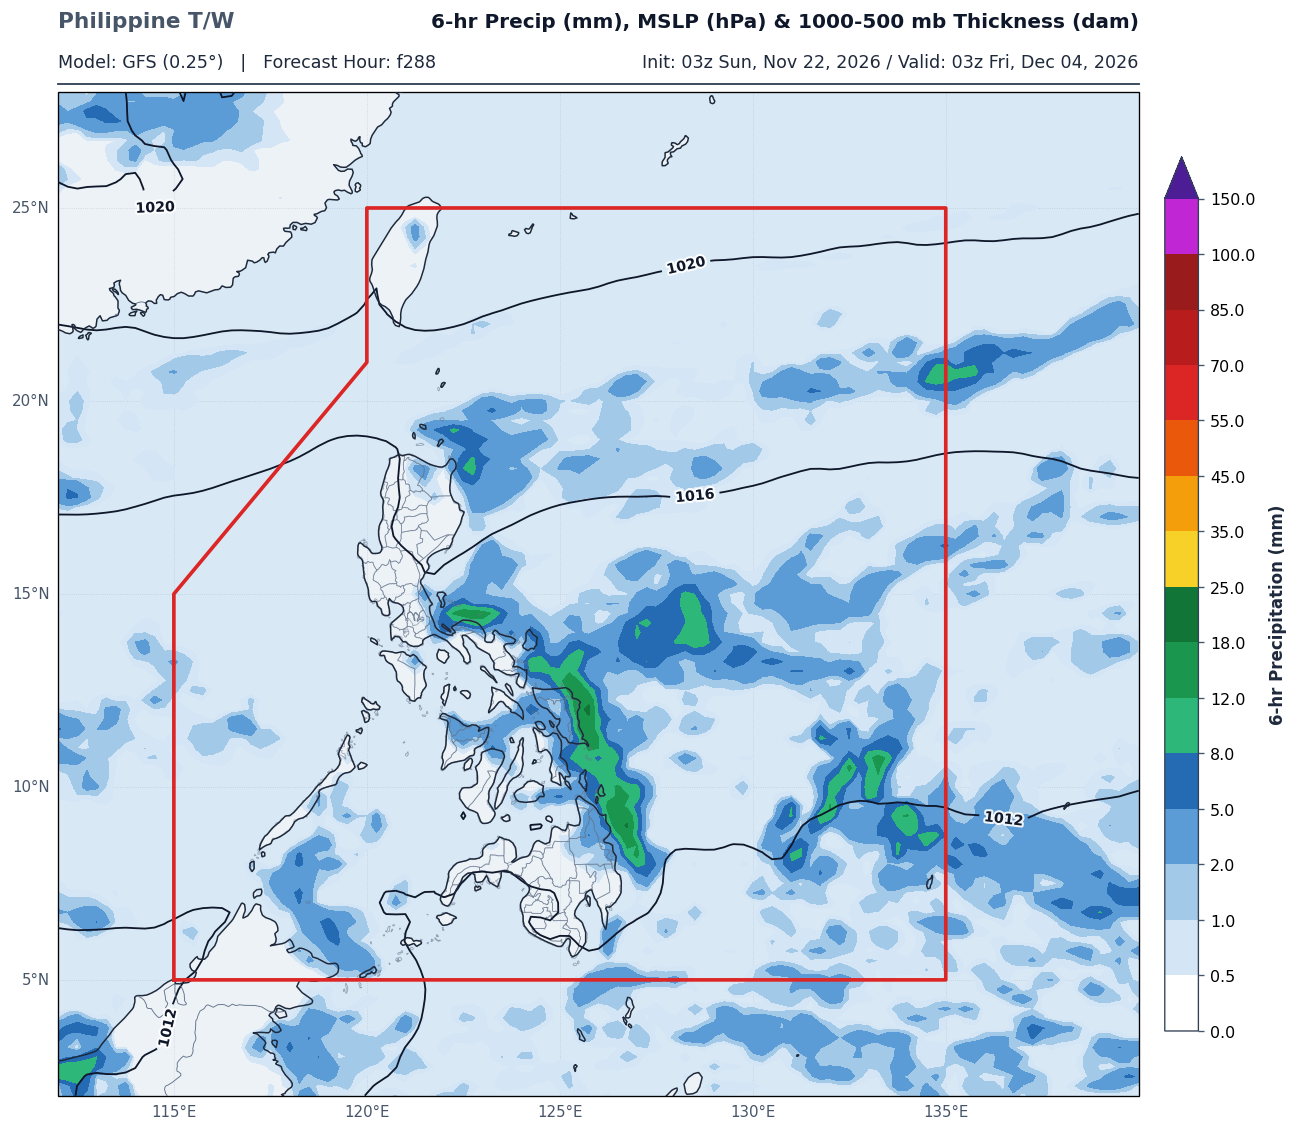 Philippine T/W
6-hr Precip (mm), MSLP (hPa) & 1000-500 mb Thickness (dam)
Model: GFS (0.25°) | Forecast Hour: f288
Init: 03z Sun, Nov 22, 2026 / Valid: 03z Fri, Dec 04, 2026
25°N
20°N
15°N
10°N
5°N
115°E
120°E
125°E
130°E
135°E
1020
1020
1016
1012
1012
150.0
100.0
85.0
70.0
55.0
45.0
35.0
25.0
18.0
12.0
8.0
5.0
2.0
1.0
0.5
0.0
6-hr Precipitation (mm)